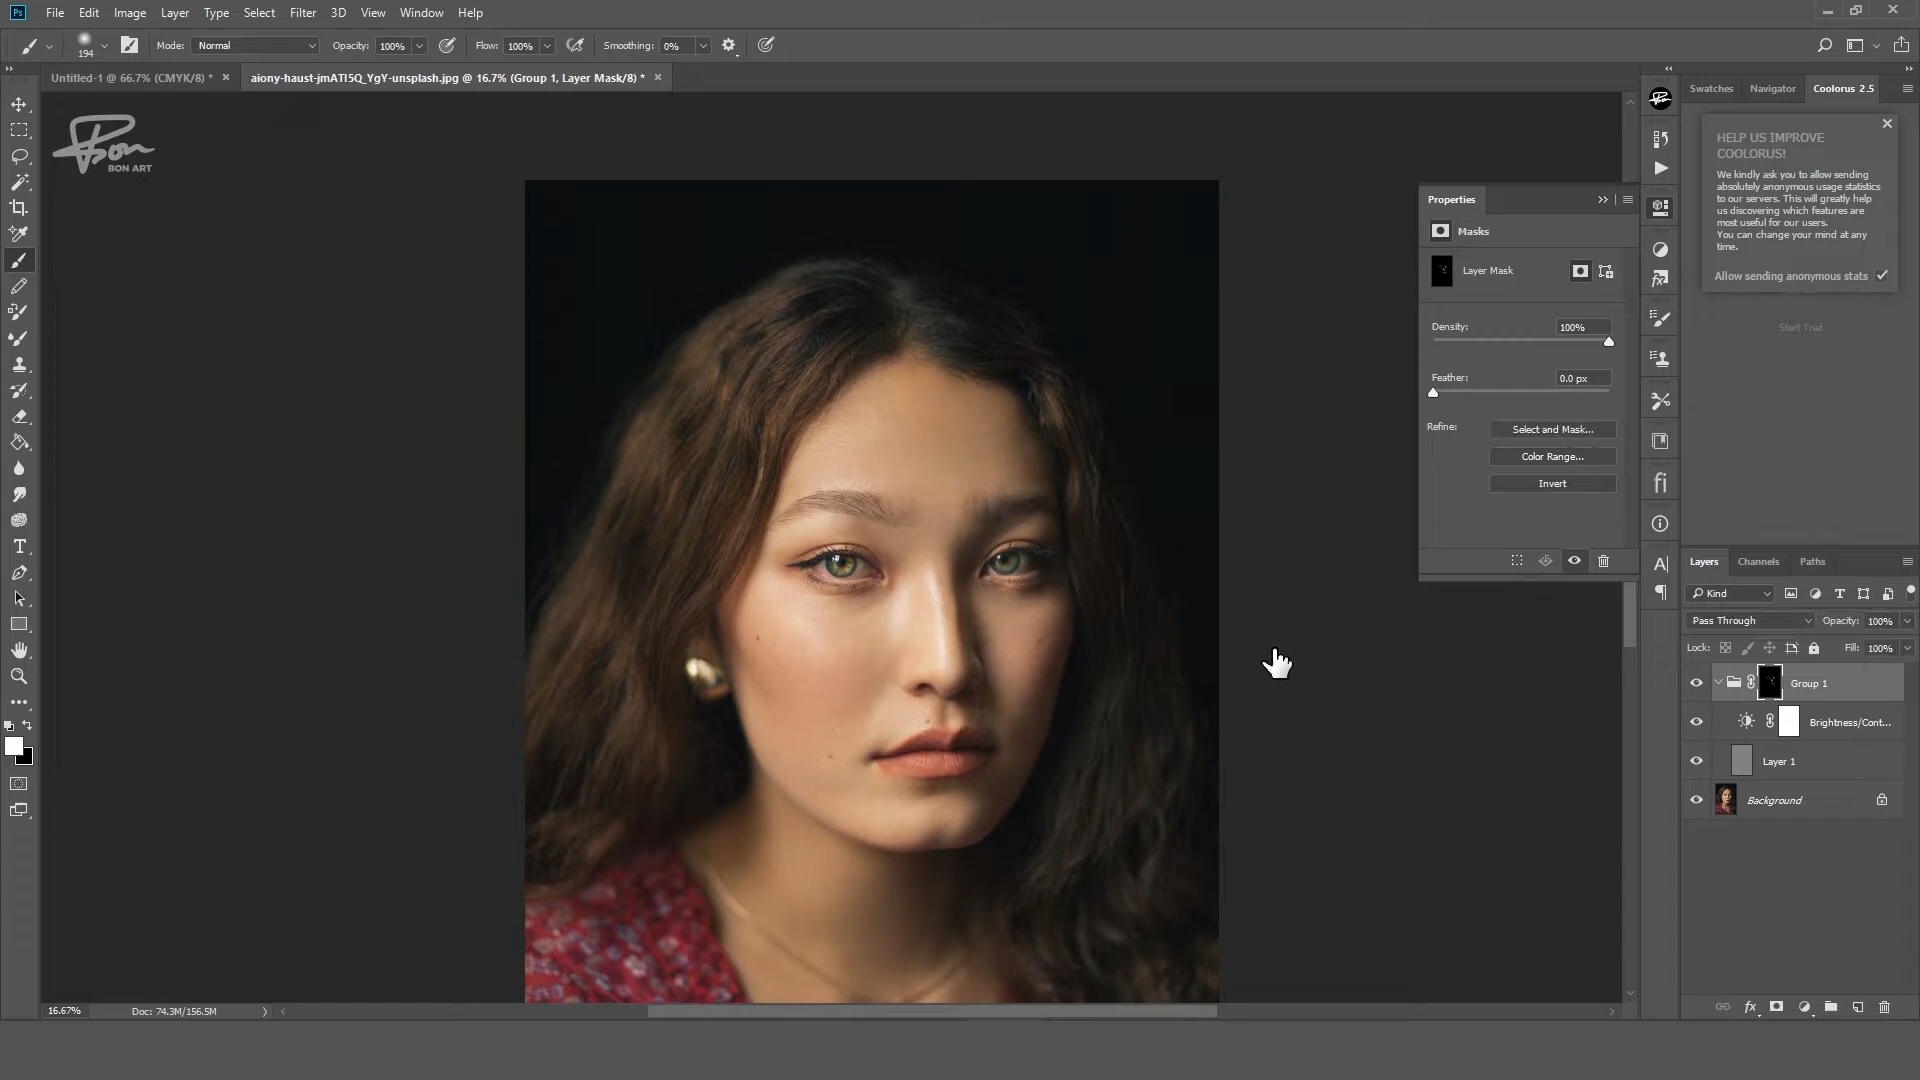 Ps File Edit Image Layer Type Select Filter 3D View Window Help
194 Mode: Normal Opacity: 100% Flow: 100% Smoothing: 0%
Untitled-1 @ 66.7% (CMYK/8) * aiony-haust-jmATI5Q_YgY-unsplash.jpg @ 16.7% (Group 1, Layer Mask/8) *
Bon
BON ART
Properties
Masks
Layer Mask
Density: 100%
Feather: 0.0 px
Refine: Select and Mask...
Color Range...
Invert
Swatches Navigator Coolorus 2.5
HELP US IMPROVE
COOLORUS!
We kindly ask you to allow sending
absolutely anonymous usage statistics
to our servers. This will greatly help
us discovering which features are
most useful for our users.
You can change your mind at any
time.
Allow sending anonymous stats
Start Trial
Layers Channels Paths
Kind
Pass Through Opacity: 100%
Lock: Fill: 100%
Group 1
Brightness/Cont...
Layer 1
Background
fx
16.67% Doc: 74.3M/156.5M